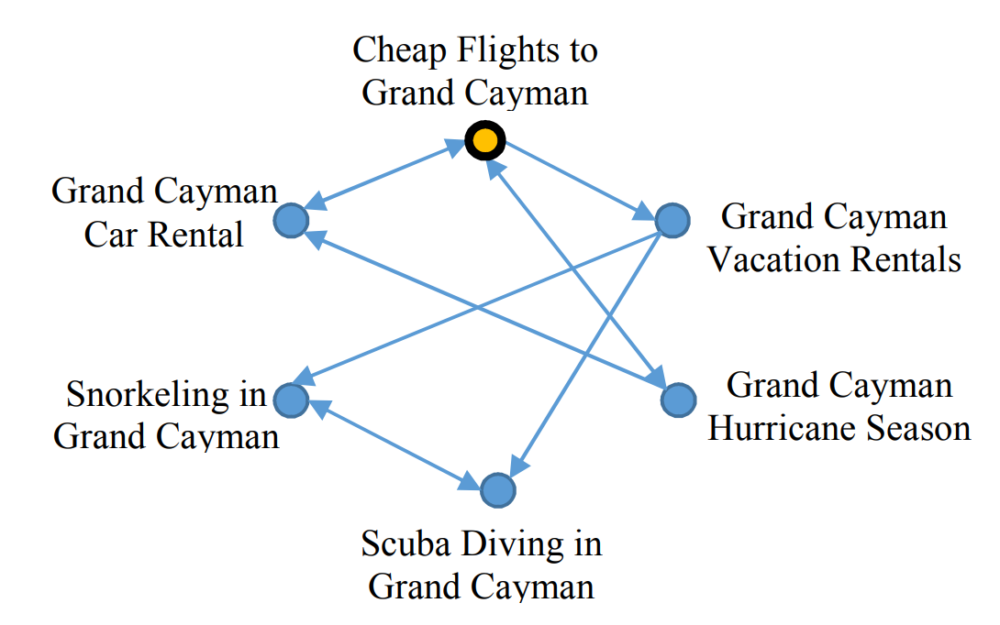 Cheap Flights to
Grand Cayman
Grand Cayman
Car Rental
Grand Cayman
Vacation Rentals
Snorkeling in
Grand Cayman
Grand Cayman
Hurricane Season
Scuba Diving in
Grand Cayman